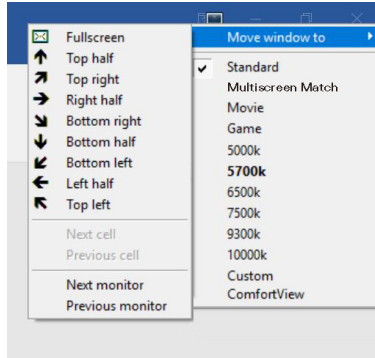 Fullscreen
Top half
Top right
Right half
Bottom right
Bottom half
Bottom left
Left half
Top left
Next cell
Previous cell
Next monitor
Previous monitor
Move window to
Standard
Multiscreen Match
Movie
Game
5000k
5700k
6500k
7500k
9300k
10000k
Custom
ComfortView